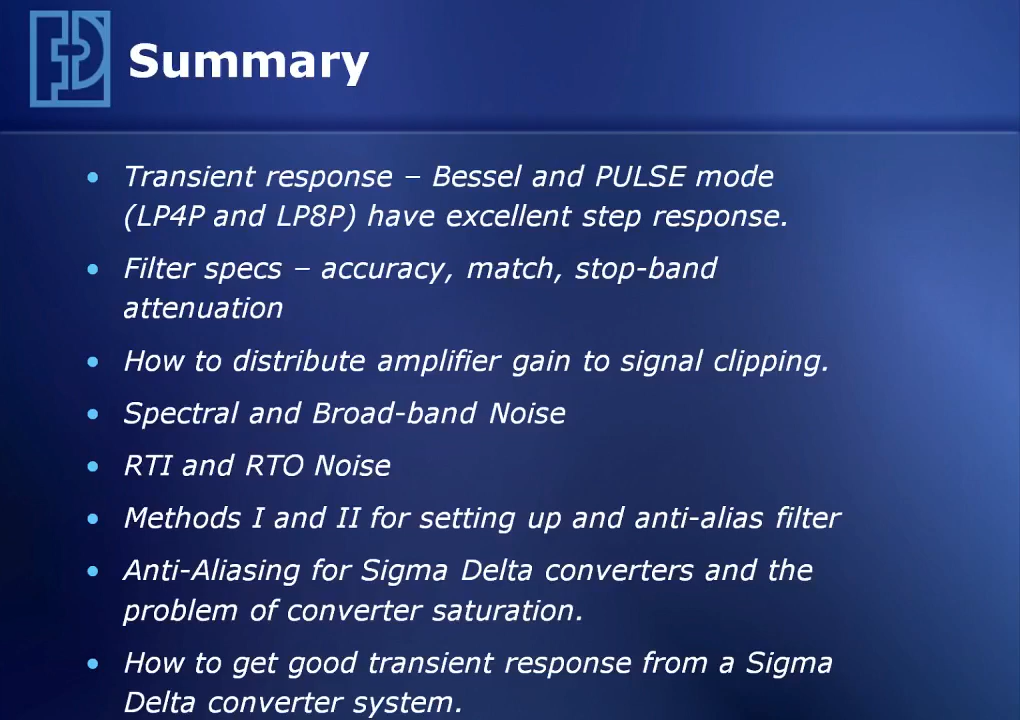 Summary
• Transient response – Bessel and PULSE mode
(LP4P and LP8P) have excellent step response.
• Filter specs – accuracy, match, stop-band
attenuation
• How to distribute amplifier gain to signal clipping.
• Spectral and Broad-band Noise
• RTI and RTO Noise
• Methods I and II for setting up and anti-alias filter
• Anti-Aliasing for Sigma Delta converters and the
problem of converter saturation.
• How to get good transient response from a Sigma
Delta converter system.